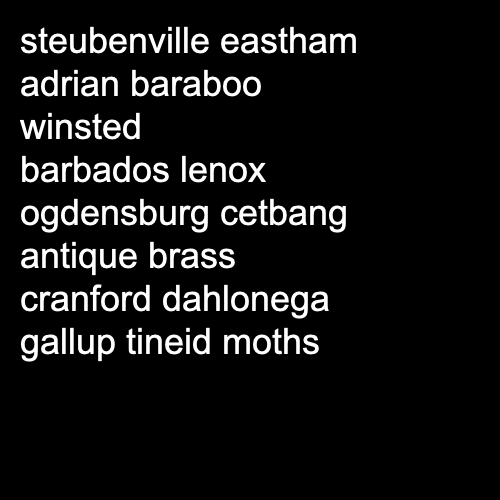 steubenville eastham
adrian baraboo
winsted
barbados lenox
ogdensburg cetbang
antique brass
cranford dahlonega
gallup tineid moths